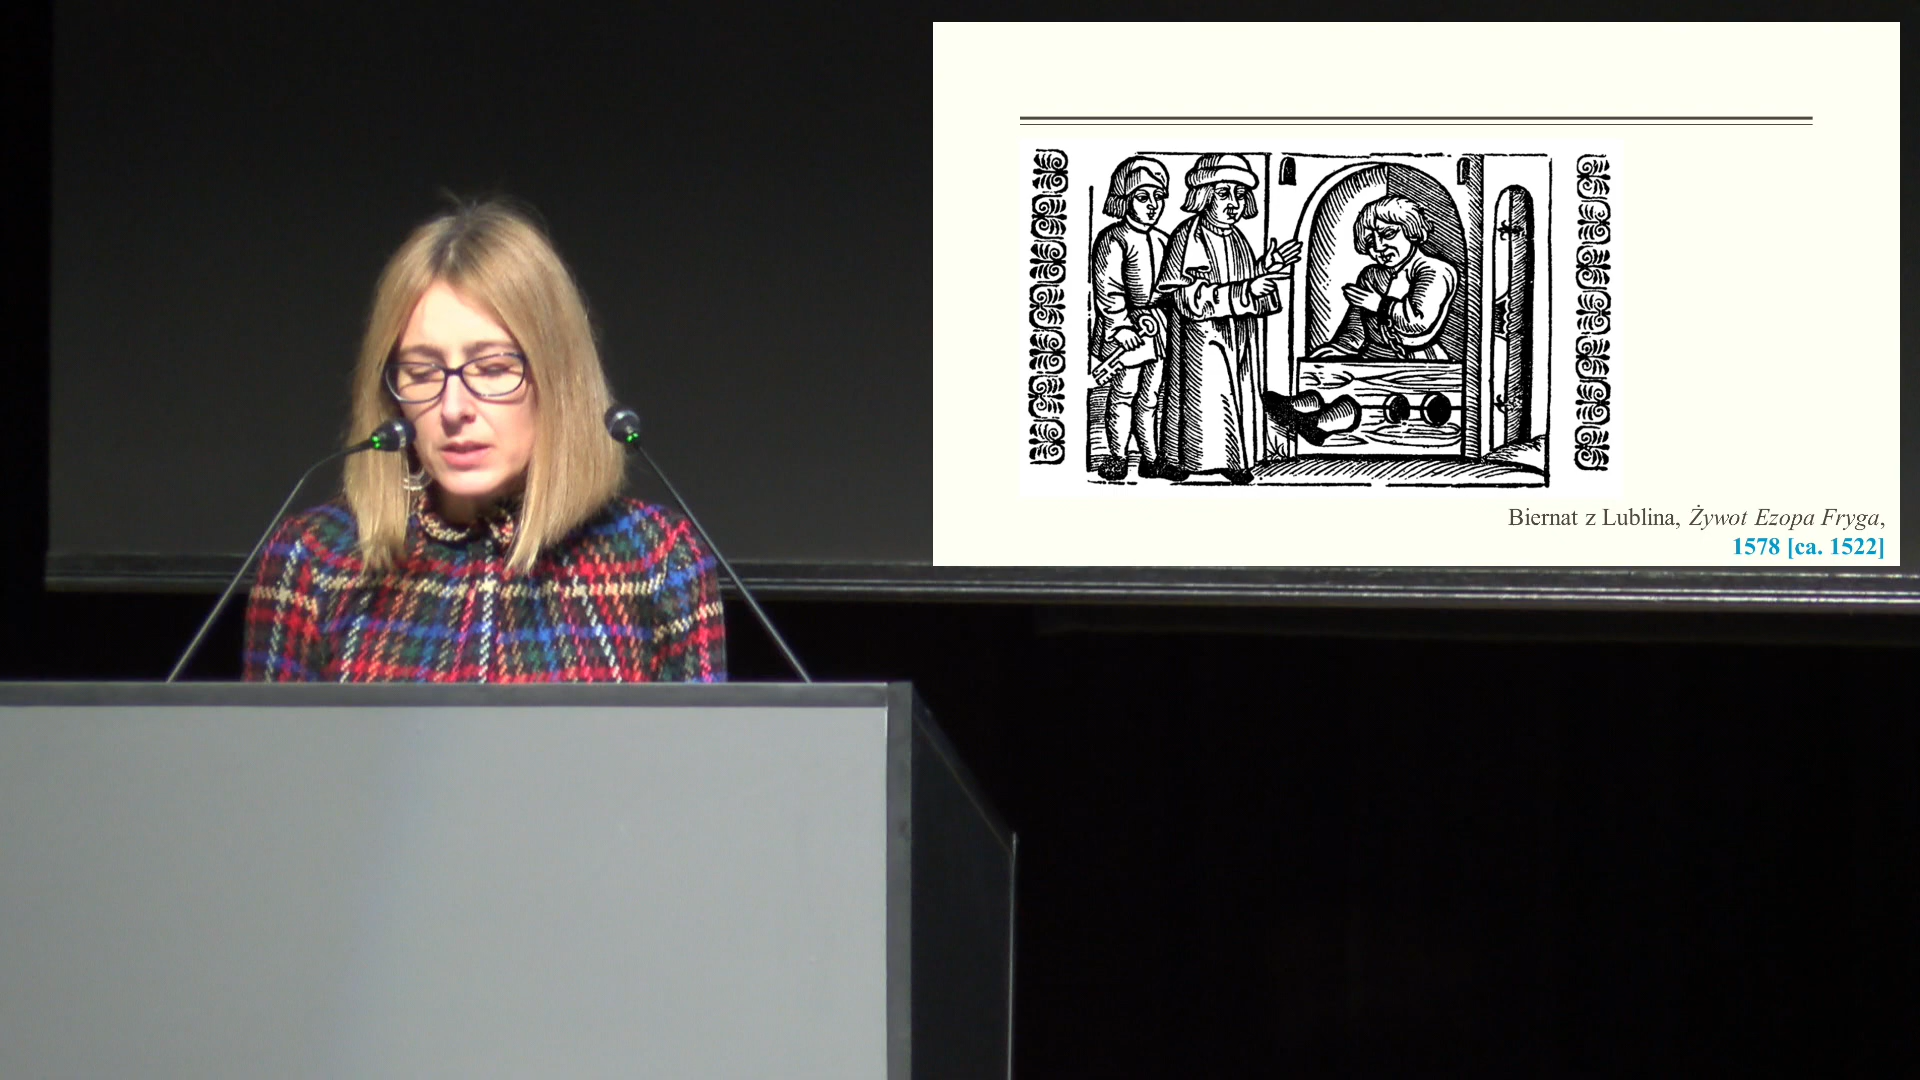 Biernat z Lublina, Żywot Ezopa Fryga,
1578 [ca. 1522]